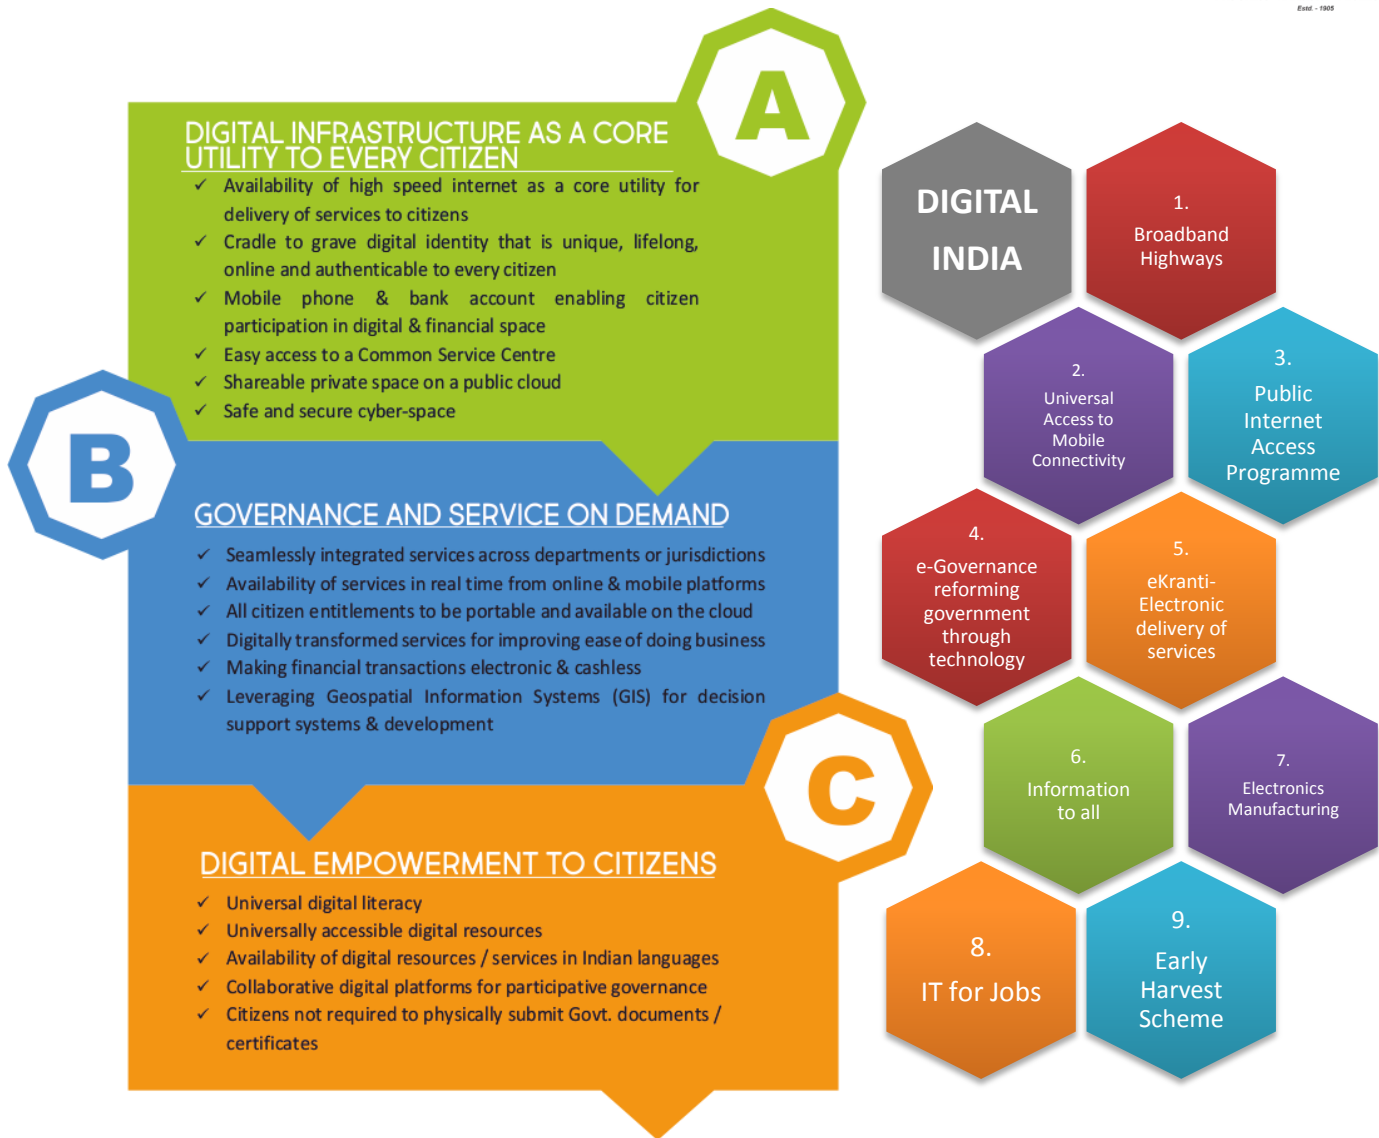 Estd. - 1905
A
DIGITAL INFRASTRUCTURE AS A CORE
UTILITY TO EVERY CITIZEN
✓ Availability of high speed internet as a core utility for
delivery of services to citizens
✓ Cradle to grave digital identity that is unique, lifelong,
online and authenticable to every citizen
✓ Mobile phone & bank account enabling citizen
participation in digital & financial space
✓ Easy access to a Common Service Centre
✓ Shareable private space on a public cloud
✓ Safe and secure cyber-space
B
GOVERNANCE AND SERVICE ON DEMAND
✓ Seamlessly integrated services across departments or jurisdictions
✓ Availability of services in real time from online & mobile platforms
✓ All citizen entitlements to be portable and available on the cloud
✓ Digitally transformed services for improving ease of doing business
✓ Making financial transactions electronic & cashless
✓ Leveraging Geospatial Information Systems (GIS) for decision
support systems & development
C
DIGITAL EMPOWERMENT TO CITIZENS
✓ Universal digital literacy
✓ Universally accessible digital resources
✓ Availability of digital resources / services in Indian languages
✓ Collaborative digital platforms for participative governance
✓ Citizens not required to physically submit Govt. documents /
certificates
DIGITAL
INDIA
1.
Broadband
Highways
2.
Universal
Access to
Mobile
Connectivity
3.
Public
Internet
Access
Programme
4.
e-Governance
reforming
government
through
technology
5.
eKranti-
Electronic
delivery of
services
6.
Information
to all
7.
Electronics
Manufacturing
8.
IT for Jobs
9.
Early
Harvest
Scheme